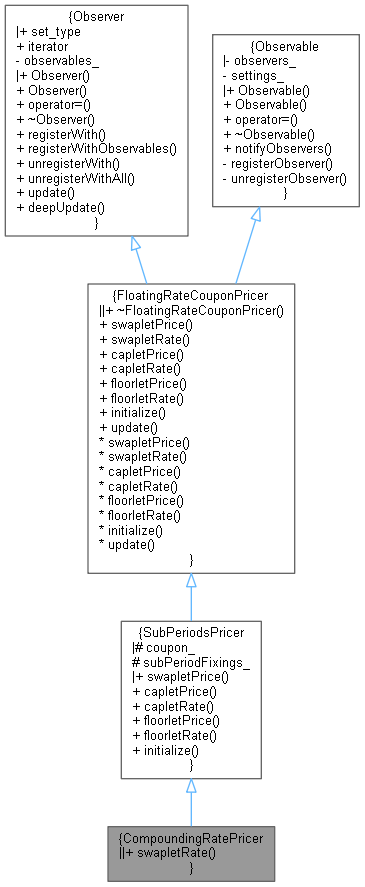 {Observer
|+ set_type
+ iterator
- observables_
|+ Observer()
+ Observer()
+ operator=()
+ ~Observer()
+ registerWith()
+ registerWithObservables()
+ unregisterWith()
+ unregisterWithAll()
+ update()
+ deepUpdate()
}
{Observable
|- observers_
- settings_
|+ Observable()
+ Observable()
+ operator=()
+ ~Observable()
+ notifyObservers()
- registerObserver()
- unregisterObserver()
}
{FloatingRateCouponPricer
||+ ~FloatingRateCouponPricer()
+ swapletPrice()
+ swapletRate()
+ capletPrice()
+ capletRate()
+ floorletPrice()
+ floorletRate()
+ initialize()
+ update()
* swapletPrice()
* swapletRate()
* capletPrice()
* capletRate()
* floorletPrice()
* floorletRate()
* initialize()
* update()
}
{SubPeriodsPricer
|# coupon_
# subPeriodFixings_
|+ swapletPrice()
+ capletPrice()
+ capletRate()
+ floorletPrice()
+ floorletRate()
+ initialize()
}
{CompoundingRatePricer
||+ swapletRate()
}